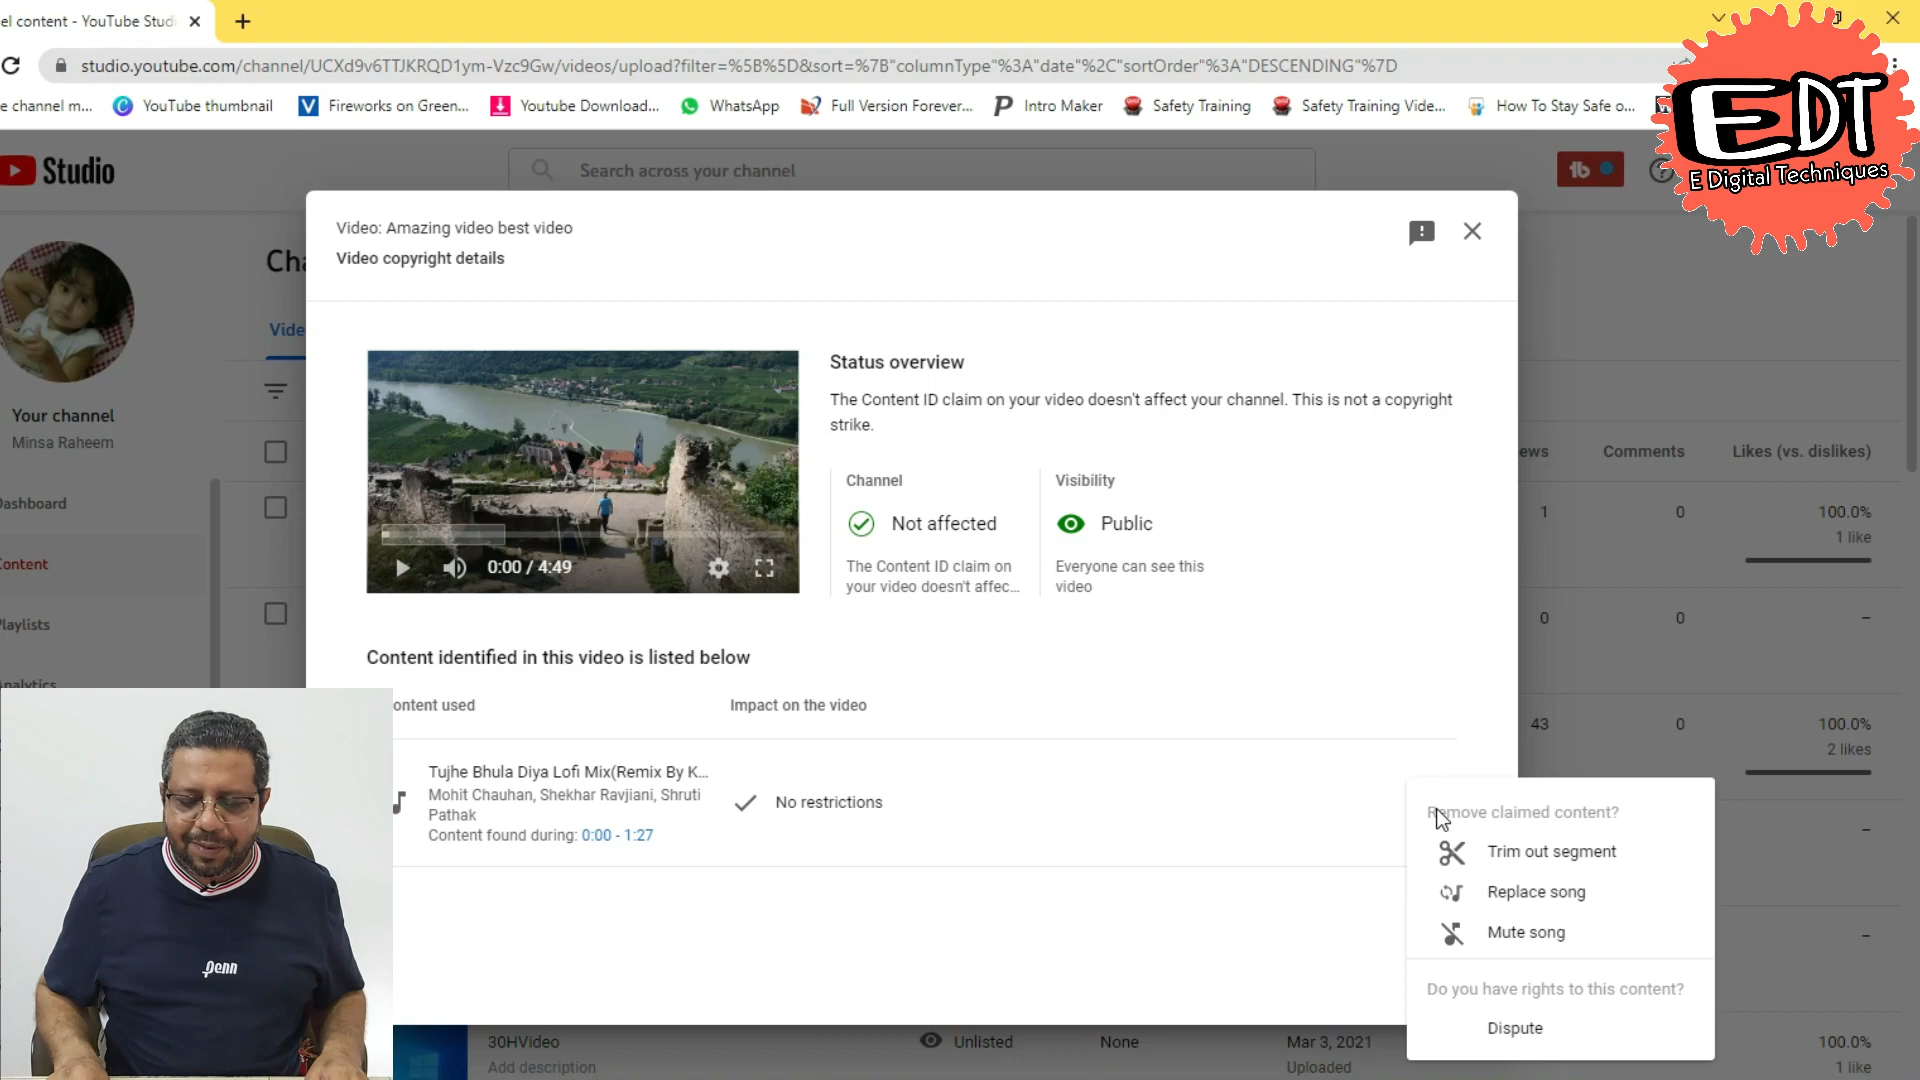 el content - YouTube Studi
studio.youtube.com/channel/UCXd9v6TTJKRQD1ym-Vzc9Gw/videos/upload?filter=%5B%5D&sort=%7B"columnType"%3A"date"%2C"sortOrder"%3A"DESCENDING"%7D
e channel m... YouTube thumbnail Fireworks on Green... Youtube Download... WhatsApp Full Version Forever... Intro Maker Safety Training Safety Training Vide... How To Stay Safe o...
EDT
E Digital Techniques
Studio
Search across your channel
Video: Amazing video best video
Video copyright details
Cha
Vide
Your channel
Minsa Raheem
Dashboard
Content
Playlists
Analytics
Status overview
The Content ID claim on your video doesn't affect your channel. This is not a copyright
strike.
Channel
Not affected
The Content ID claim on
your video doesn't affec...
Visibility
Public
Everyone can see this
video
0:00 / 4:49
ews Comments Likes (vs. dislikes)
1 0 100.0%
1 like
0 0 –
43 0 100.0%
2 likes
–
–
Content identified in this video is listed below
ontent used Impact on the video
Tujhe Bhula Diya Lofi Mix(Remix By K...
Mohit Chauhan, Shekhar Ravjiani, Shruti
Pathak
Content found during: 0:00 - 1:27
No restrictions
Remove claimed content?
Trim out segment
Replace song
Mute song
Do you have rights to this content?
Dispute
Penn
30HVideo Unlisted None Mar 3, 2021 100.0%
Add description Uploaded 1 like